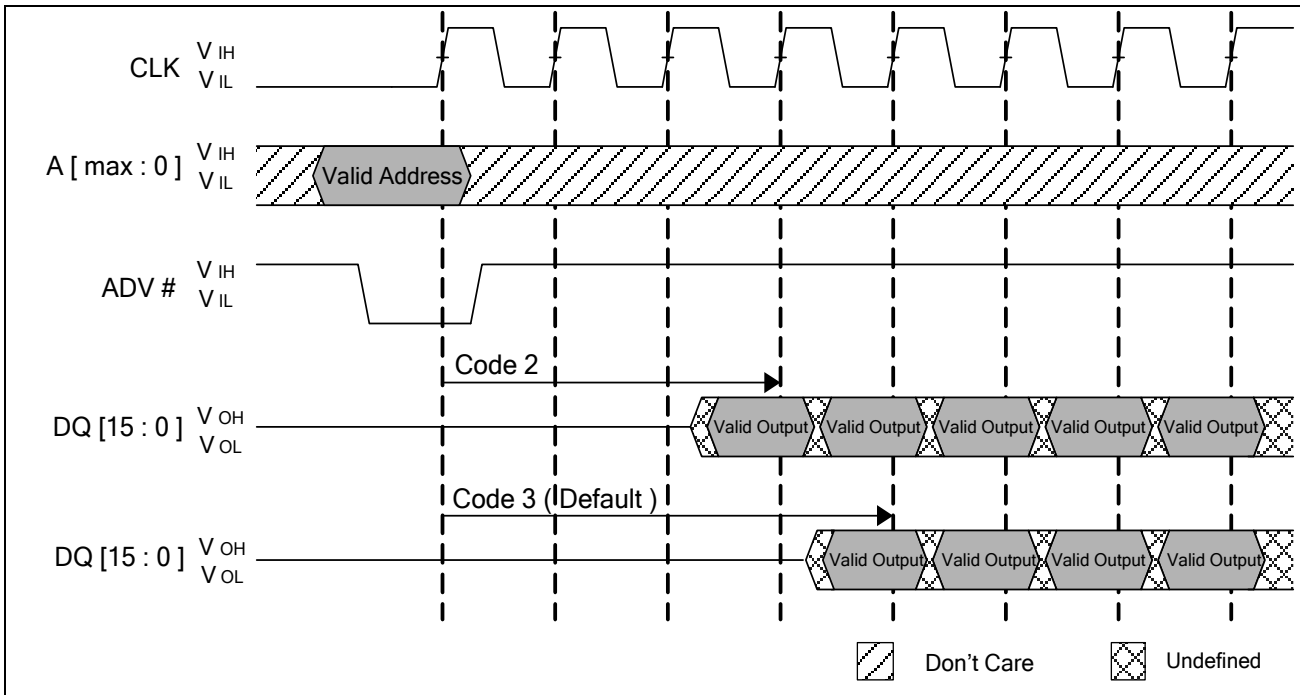 CLK V IH
V IL
A [ max : 0 ] V IH
V IL
Valid Address
ADV # V IH
V IL
Code 2
DQ [15 : 0 ] V OH
V OL
Valid Output Valid Output Valid Output Valid Output Valid Output
Code 3 ( Default )
DQ [15 : 0 ] V OH
V OL
Valid Output Valid Output Valid Output Valid Output
Don't Care Undefined